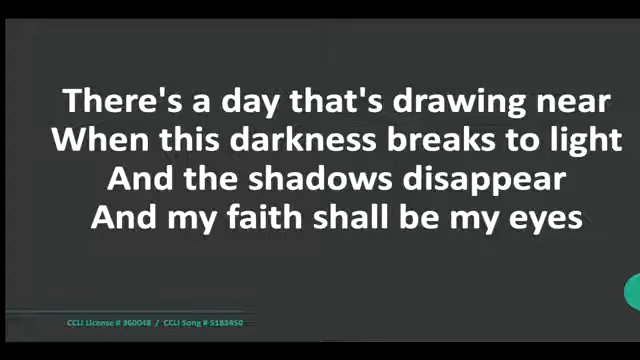 There's a day that's drawing near
When this darkness breaks to light
And the shadows disappear
And my faith shall be my eyes
CCLI License # 360048 / CCLI Song # 5183450